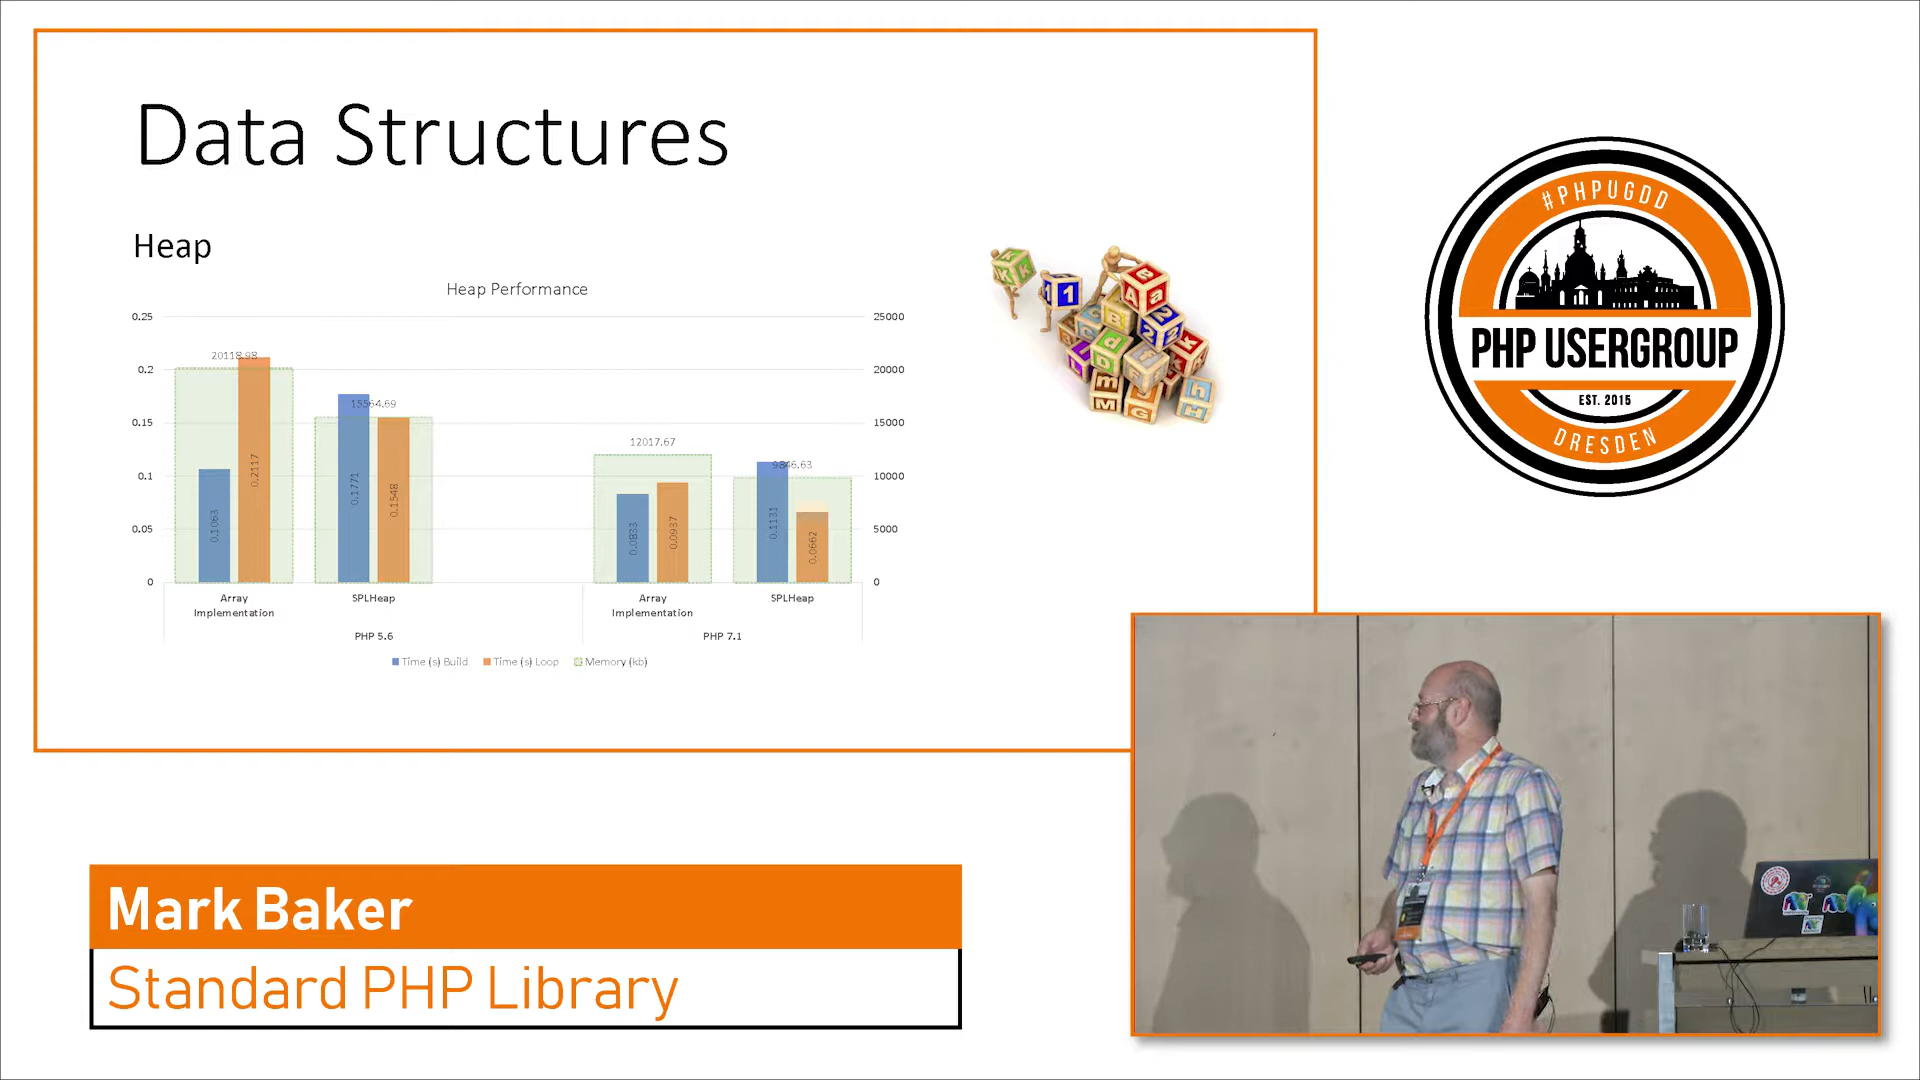 Data Structures
Heap
Heap Performance
0.25
0.2
0.15
0.1
0.05
0
25000
20000
15000
10000
5000
0
20118.98
0.1063
0.2117
15564.69
0.1771
0.1548
12017.67
0.0833
0.0937
9846.63
0.1131
0.0662
Array
Implementation
SPLHeap
Array
Implementation
SPLHeap
PHP 5.6
PHP 7.1
Time (s) Build
Time (s) Loop
Memory (kb)
#PHPUGDD
PHP USERGROUP
EST. 2015
DRESDEN
Mark Baker
Standard PHP Library